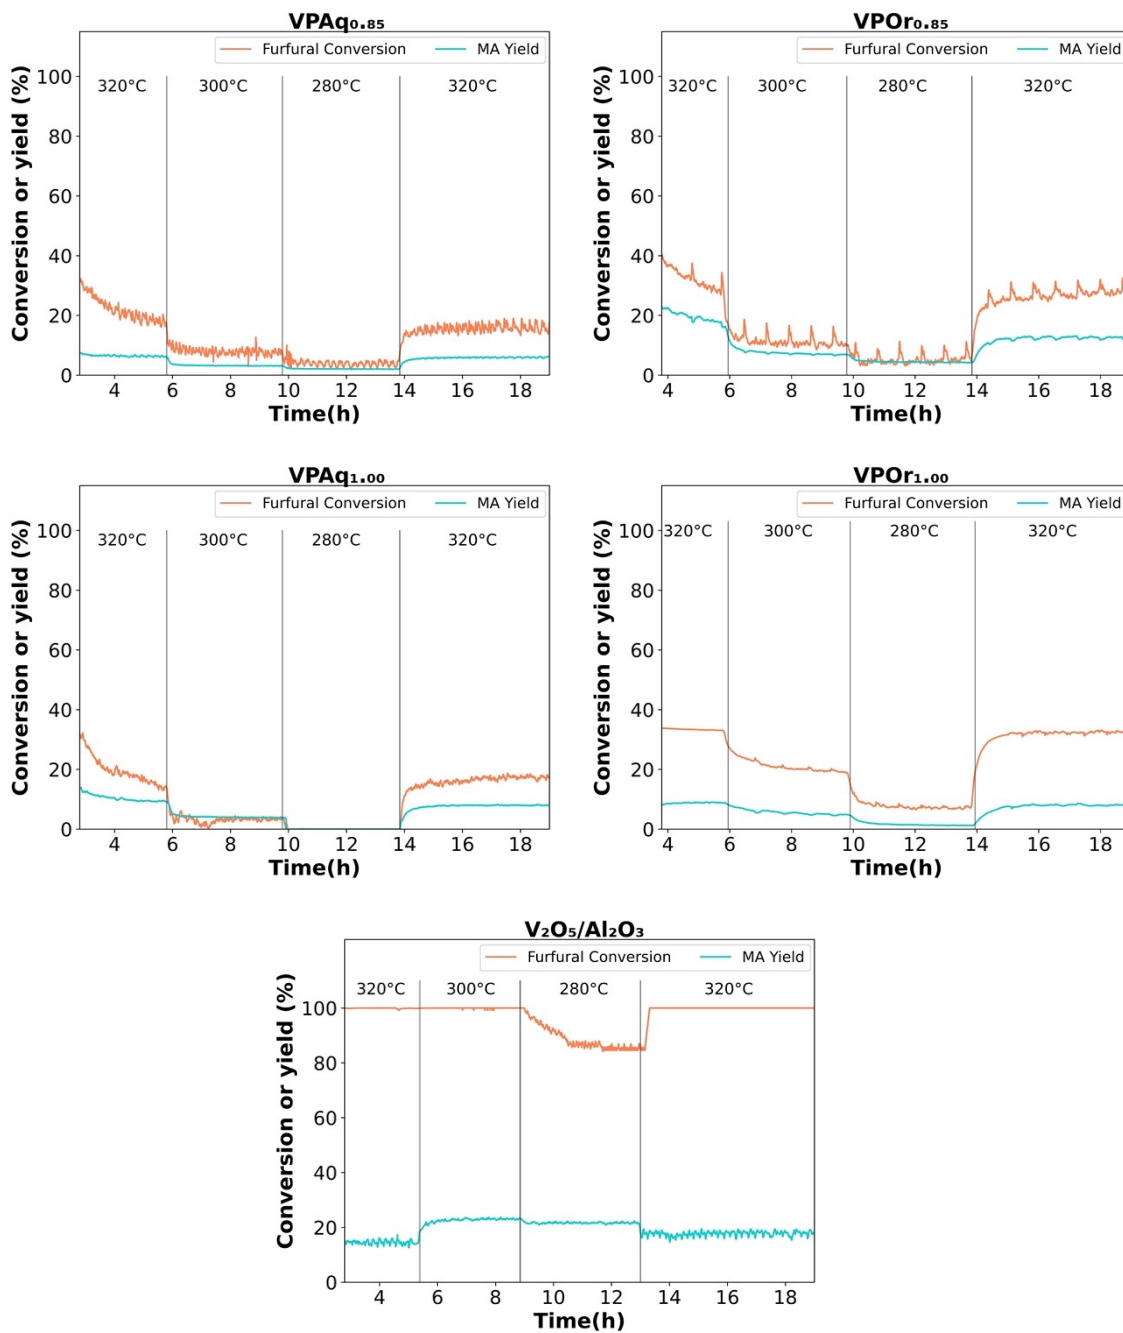 VPAq₀.₈₅
Furfural Conversion
MA Yield
Conversion or yield (%)
100
80
60
40
20
0
320°C
300°C
280°C
320°C
4
6
8
10
12
14
16
18
Time(h)
VPOr₀.₈₅
Furfural Conversion
MA Yield
Conversion or yield (%)
100
80
60
40
20
0
320°C
300°C
280°C
320°C
4
6
8
10
12
14
16
18
Time(h)
VPAq₁.₀₀
Furfural Conversion
MA Yield
Conversion or yield (%)
100
80
60
40
20
0
320°C
300°C
280°C
320°C
4
6
8
10
12
14
16
18
Time(h)
VPOr₁.₀₀
Furfural Conversion
MA Yield
Conversion or yield (%)
100
80
60
40
20
0
320°C
300°C
280°C
320°C
4
6
8
10
12
14
16
18
Time(h)
V₂O₅/Al₂O₃
Furfural Conversion
MA Yield
Conversion or yield (%)
100
80
60
40
20
0
320°C
300°C
280°C
320°C
4
6
8
10
12
14
16
18
Time(h)